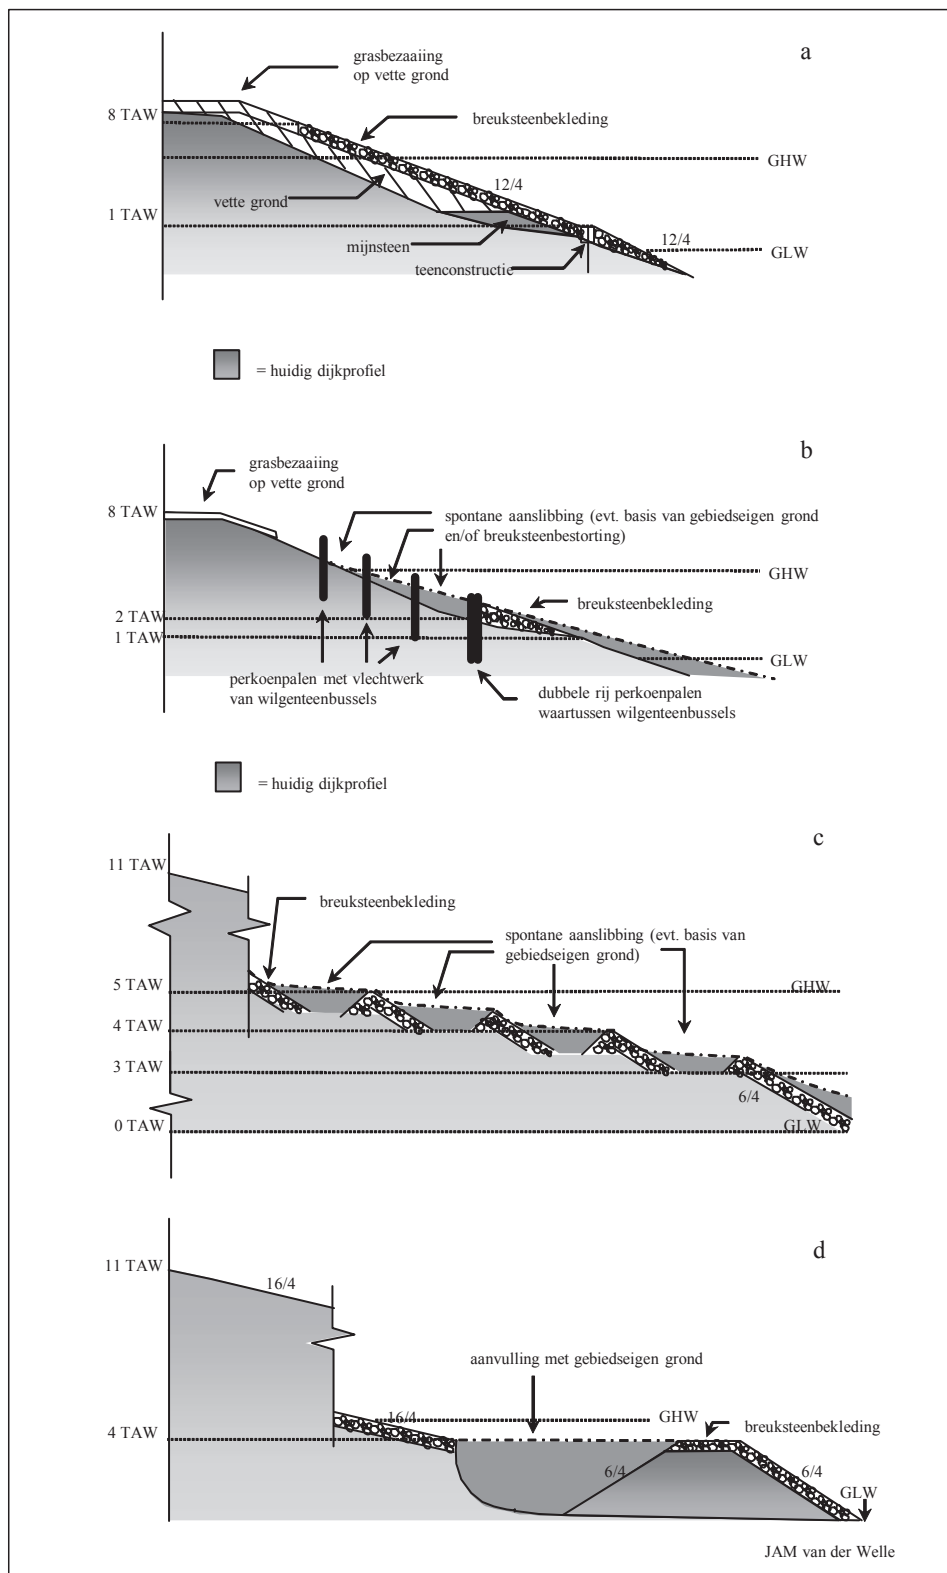 a
grasbezaaiing
op vette grond
8 TAW
breuksteenbekleding
GHW
12/4
vette grond
1 TAW
mijnsteen
12/4
GLW
teenconstructie
= huidig dijkprofiel
b
grasbezaaiing
op vette grond
8 TAW
spontane aanslibbing (evt. basis van gebiedseigen grond
en/of breuksteenbestorting)
GHW
breuksteenbekleding
2 TAW
1 TAW
GLW
perkoenpalen met vlechtwerk
van wilgenteenbussels
dubbele rij perkoenpalen
waartussen wilgenteenbussels
= huidig dijkprofiel
c
11 TAW
breuksteenbekleding
spontane aanslibbing (evt. basis van
gebiedseigen grond)
5 TAW
GHW
4 TAW
3 TAW
6/4
0 TAW
GLW
d
11 TAW
16/4
aanvulling met gebiedseigen grond
16/4
GHW
breuksteenbekleding
4 TAW
6/4
6/4
GLW
JAM van der Welle